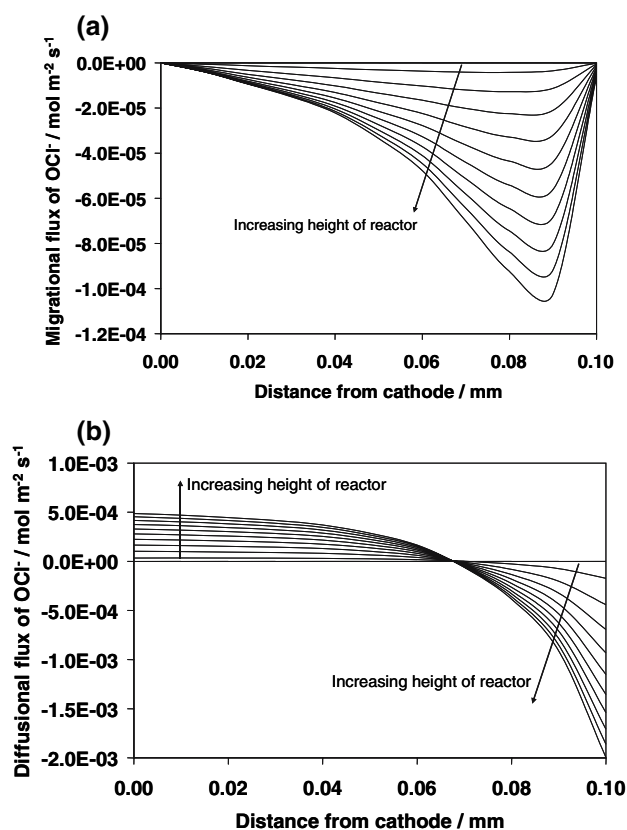 (a)
Migrational flux of OCl- / mol m-2 s-1
0.0E+00
-2.0E-05
-4.0E-05
-6.0E-05
-8.0E-05
-1.0E-04
-1.2E-04
Increasing height of reactor
0.00 0.02 0.04 0.06 0.08 0.10
Distance from cathode / mm
(b)
Diffusional flux of OCl- / mol m-2 s-1
1.0E-03
5.0E-04
0.0E+00
-5.0E-04
-1.0E-03
-1.5E-03
-2.0E-03
Increasing height of reactor
Increasing height of reactor
0.00 0.02 0.04 0.06 0.08 0.10
Distance from cathode / mm